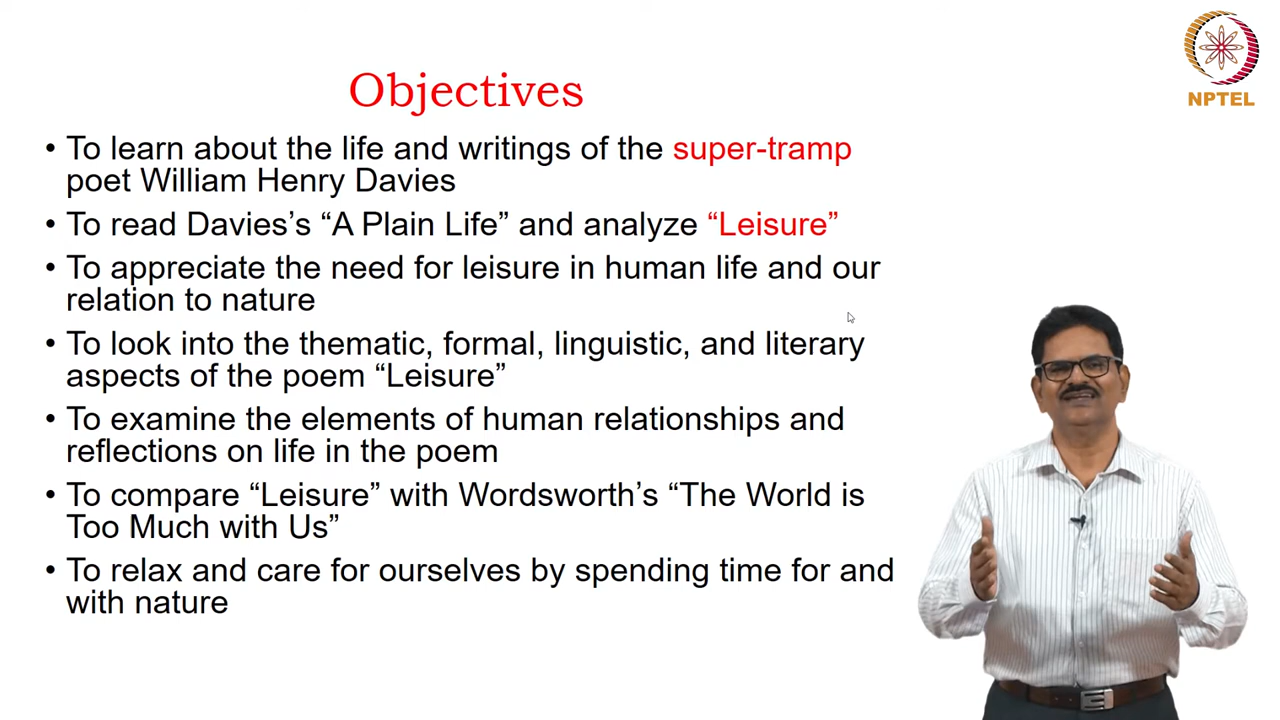 Objectives
NPTEL
• To learn about the life and writings of the super-tramp
poet William Henry Davies
• To read Davies’s “A Plain Life” and analyze “Leisure”
• To appreciate the need for leisure in human life and our
relation to nature
• To look into the thematic, formal, linguistic, and literary
aspects of the poem “Leisure”
• To examine the elements of human relationships and
reflections on life in the poem
• To compare “Leisure” with Wordsworth’s “The World is
Too Much with Us”
• To relax and care for ourselves by spending time for and
with nature